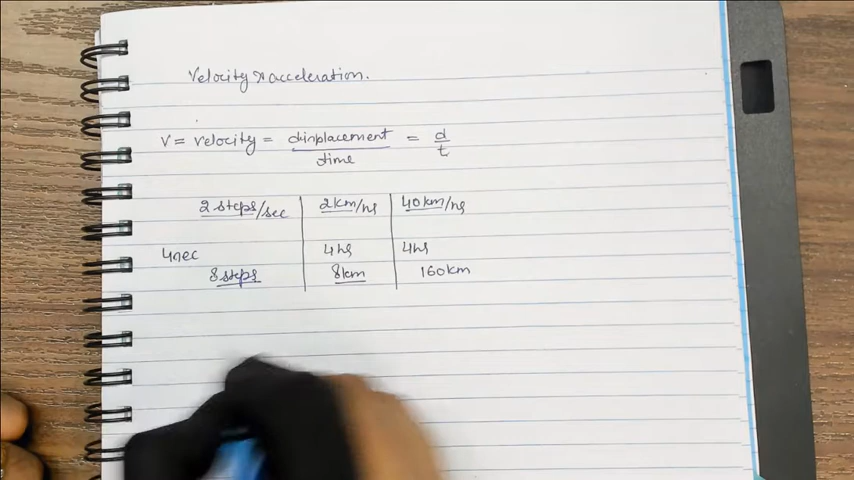 Velocity & acceleration.
V = velocity = displacement / time = d / t
2 steps/sec 2km/hr 40km/hr
4sec 4hr 4hr
8 steps 8km 160km